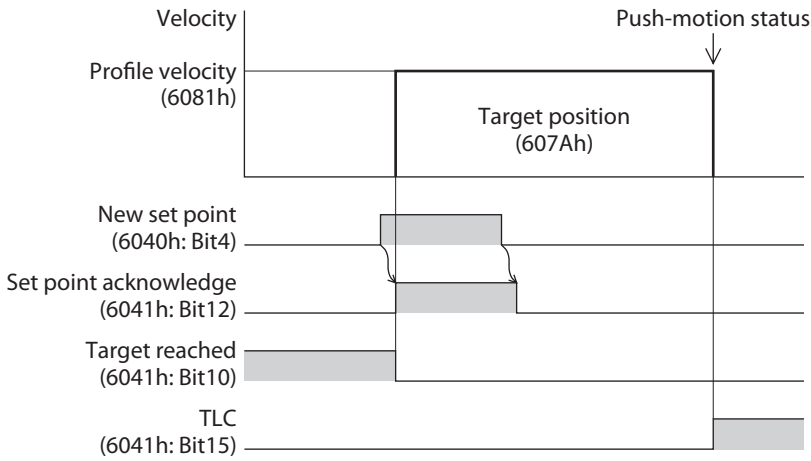 Velocity
Push-motion status
Profile velocity
(6081h)
Target position
(607Ah)
New set point
(6040h: Bit4)
Set point acknowledge
(6041h: Bit12)
Target reached
(6041h: Bit10)
TLC
(6041h: Bit15)